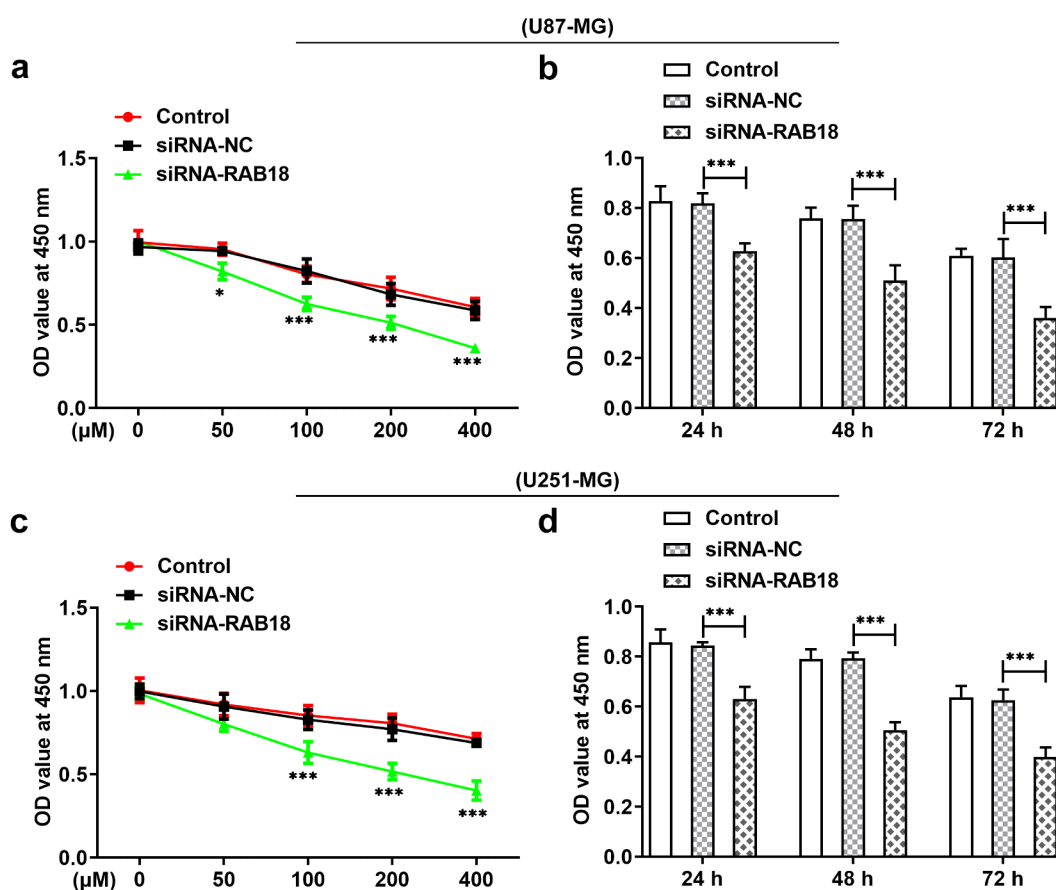 (U87-MG)
a
Control
siRNA-NC
siRNA-RAB18
OD value at 450 nm
1.5
1.0
0.5
0.0
*
***
***
***
(μM) 0 50 100 200 400
b
Control
siRNA-NC
siRNA-RAB18
OD value at 450 nm
1.0
0.8
0.6
0.4
0.2
0.0
***
***
***
24 h 48 h 72 h
(U251-MG)
c
Control
siRNA-NC
siRNA-RAB18
OD value at 450 nm
1.5
1.0
0.5
0.0
***
***
***
(μM) 0 50 100 200 400
d
Control
siRNA-NC
siRNA-RAB18
OD value at 450 nm
1.0
0.8
0.6
0.4
0.2
0.0
***
***
***
24 h 48 h 72 h